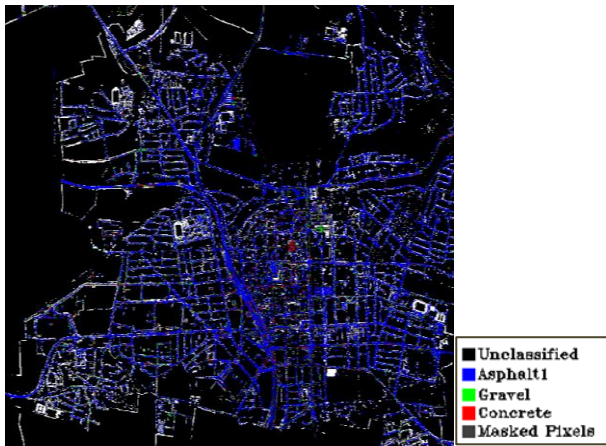 Unclassified
Asphalt1
Gravel
Concrete
Masked Pixels